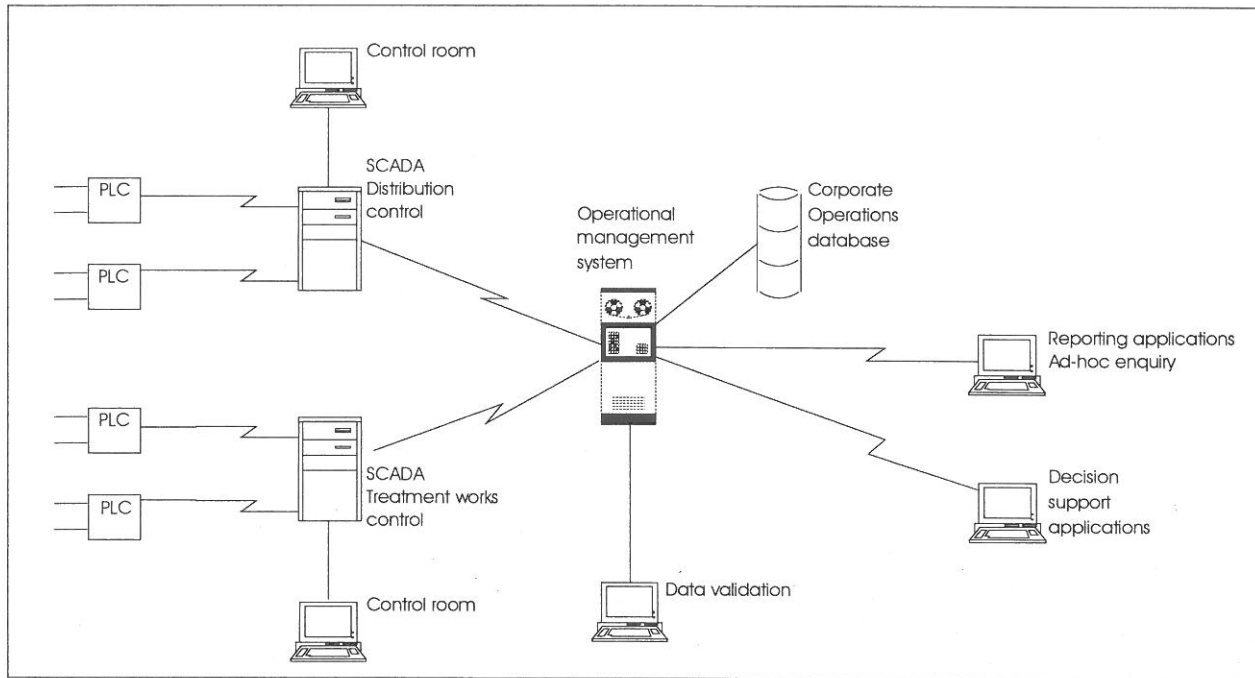 Control room
SCADA
Distribution
control
PLC
PLC
Operational
management
system
Corporate
Operations
database
Reporting applications
Ad-hoc enquiry
PLC
PLC
SCADA
Treatment works
control
Decision
support
applications
Control room
Data validation